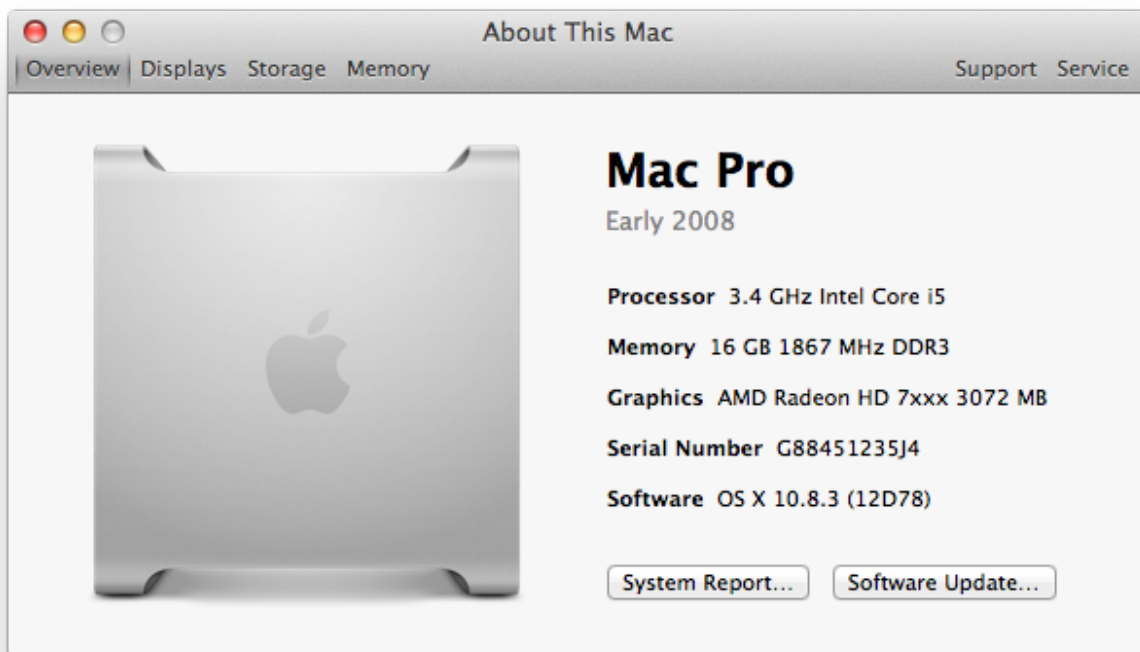 About This Mac
Overview Displays Storage Memory Support Service
Mac Pro
Early 2008
Processor 3.4 GHz Intel Core i5
Memory 16 GB 1867 MHz DDR3
Graphics AMD Radeon HD 7xxx 3072 MB
Serial Number G88451235J4
Software OS X 10.8.3 (12D78)
System Report... Software Update...